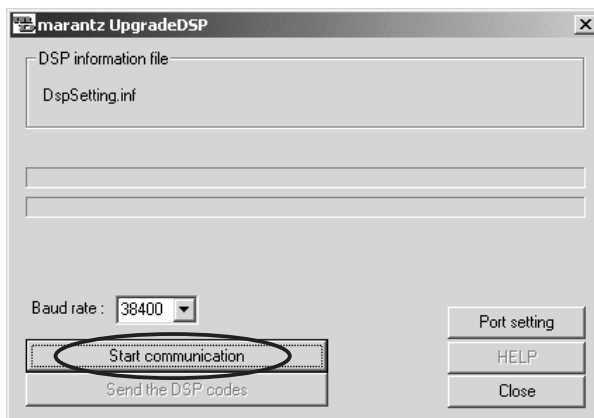 marantz UpgradeDSP
DSP information file
DspSetting.inf
Baud rate : 38400
Port setting
Start communication
HELP
Send the DSP codes
Close